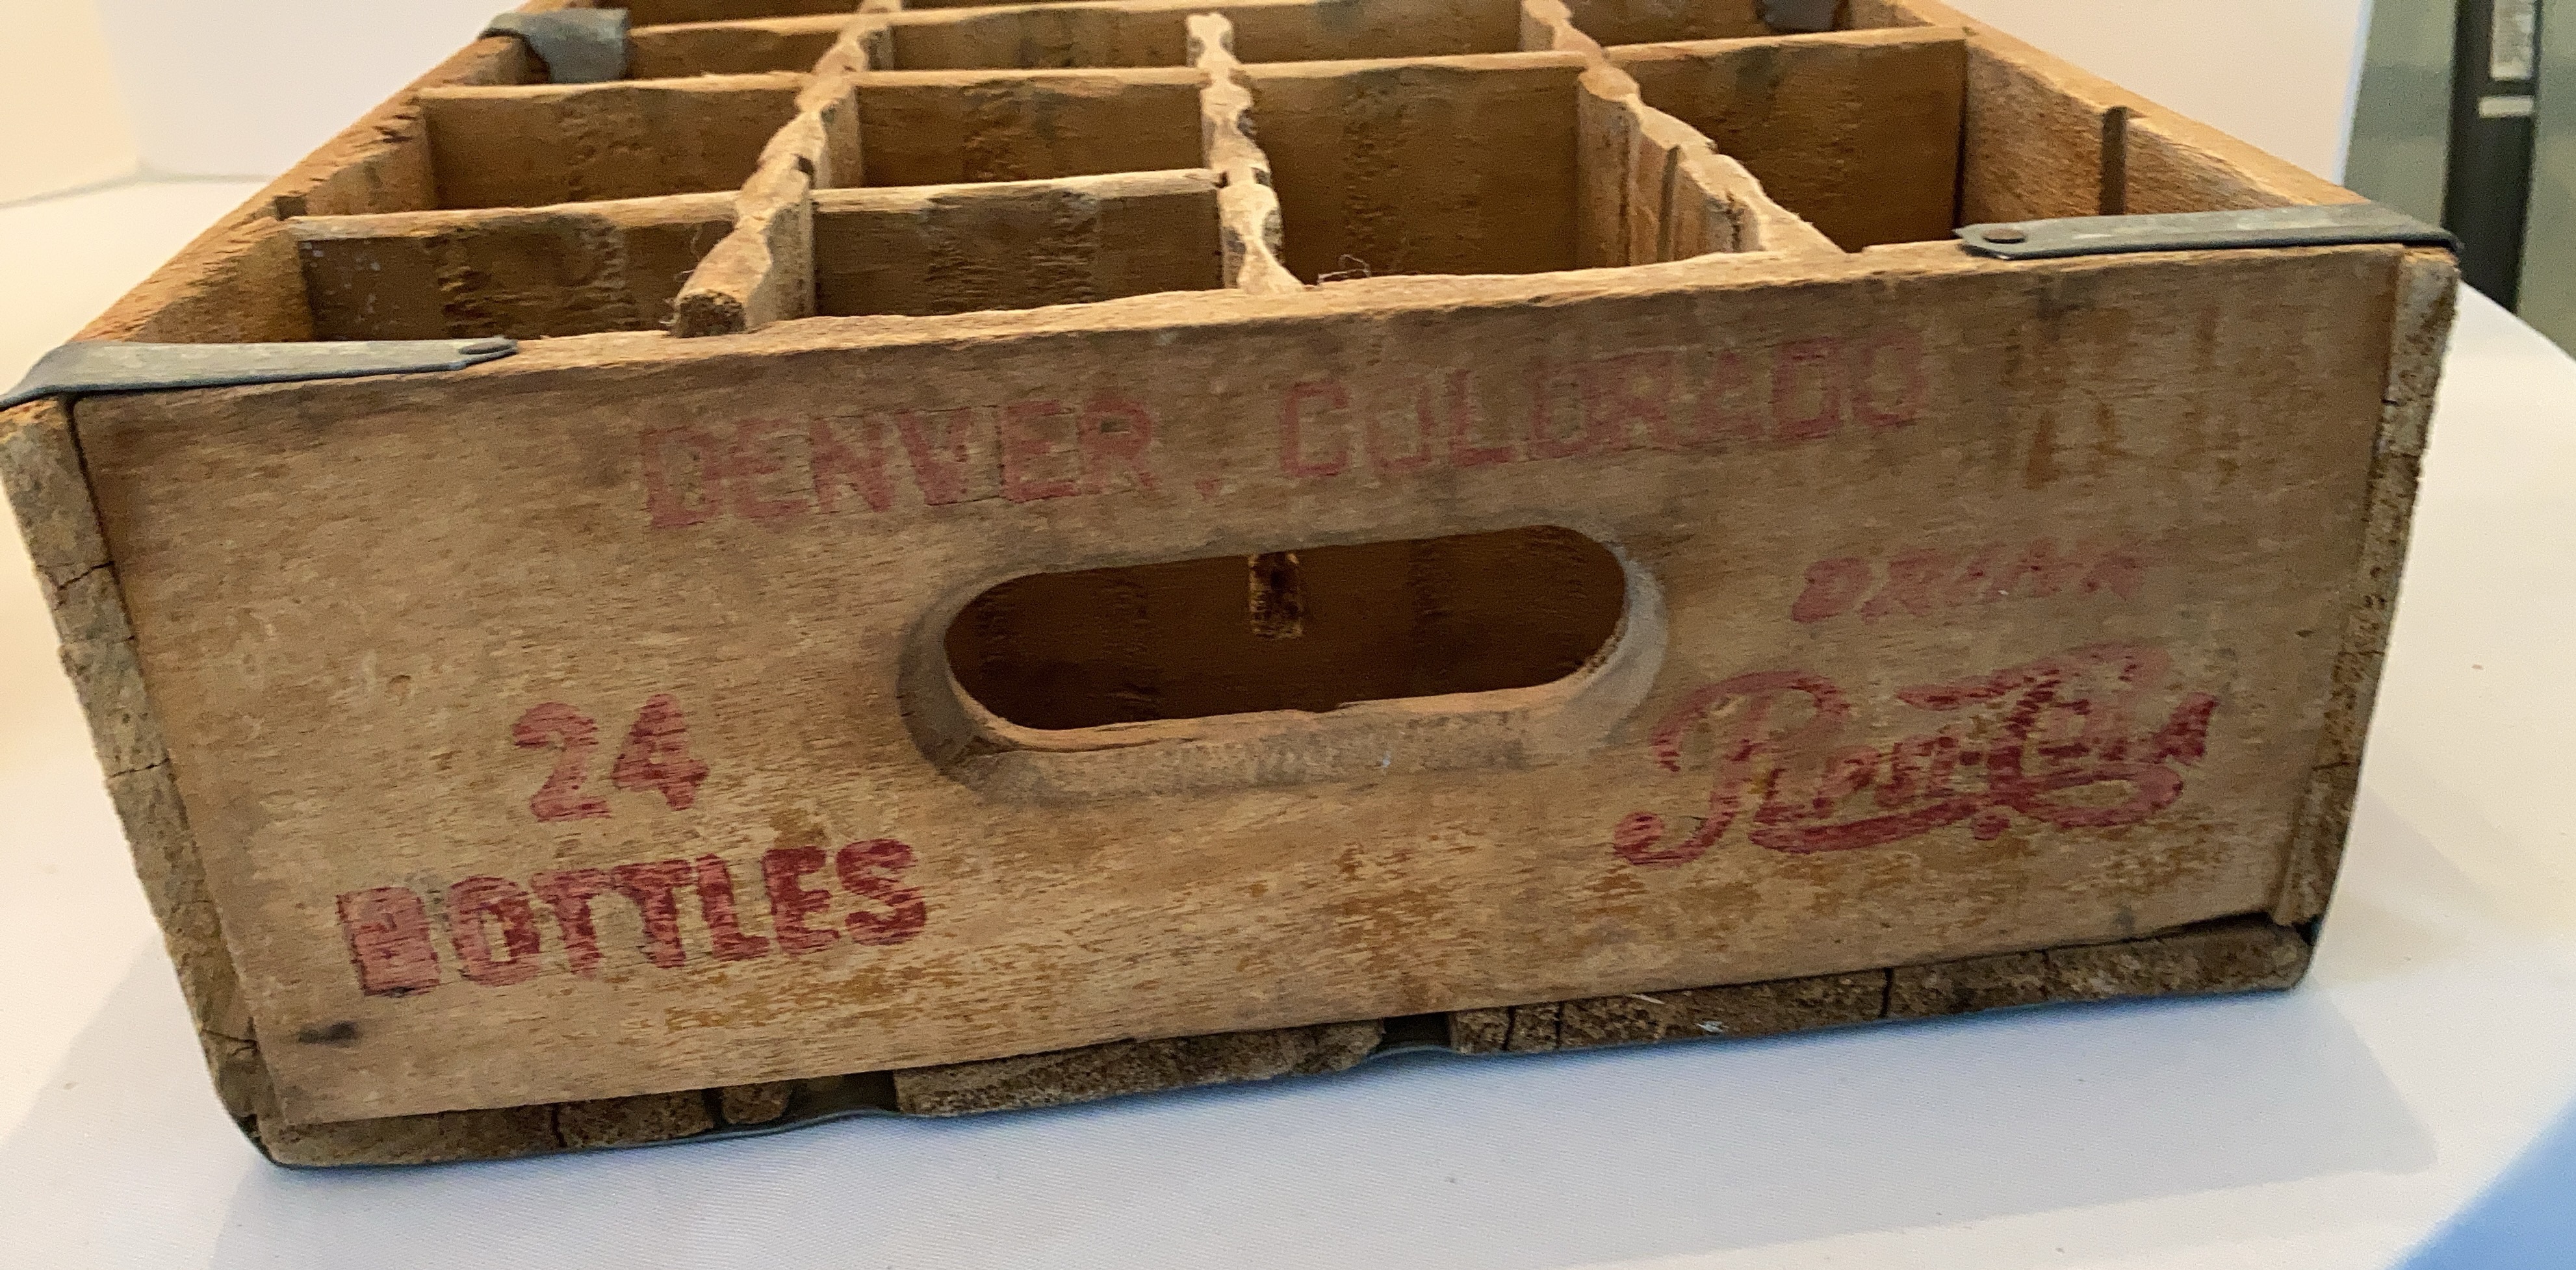 DENVER, COLORADO
DRINK
Pepsi-Cola
24
BOTTLES